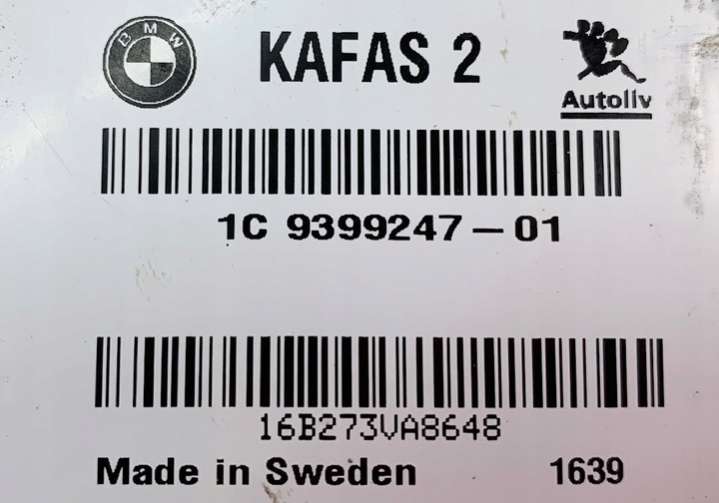 BMW
KAFAS 2
Autoliv
1C 9399247-01
16B273VA8648
Made in Sweden 1639